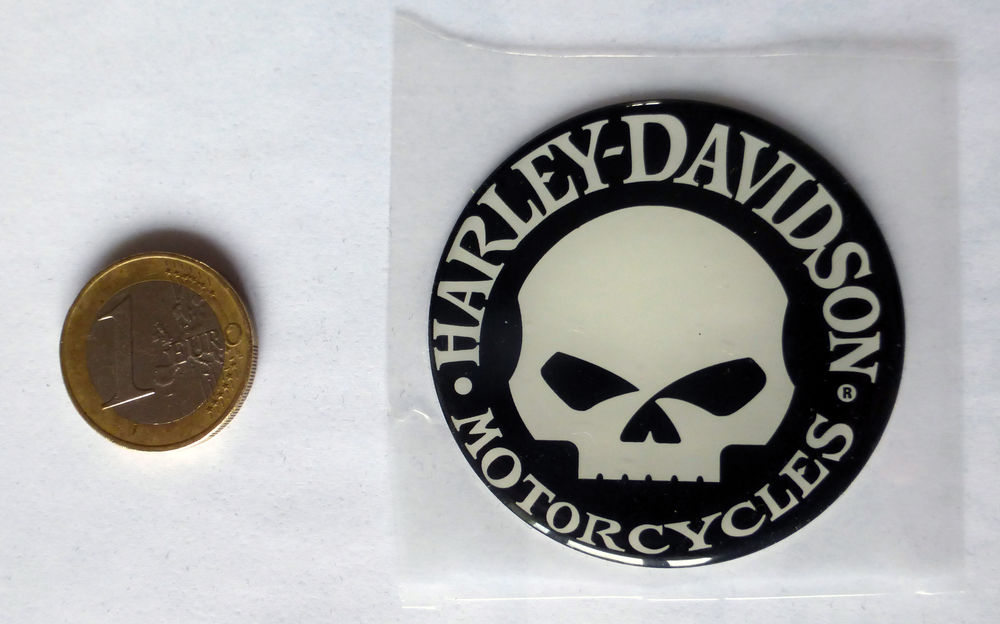 1
EURO
HARLEY-DAVIDSON
®
• MOTORCYCLES